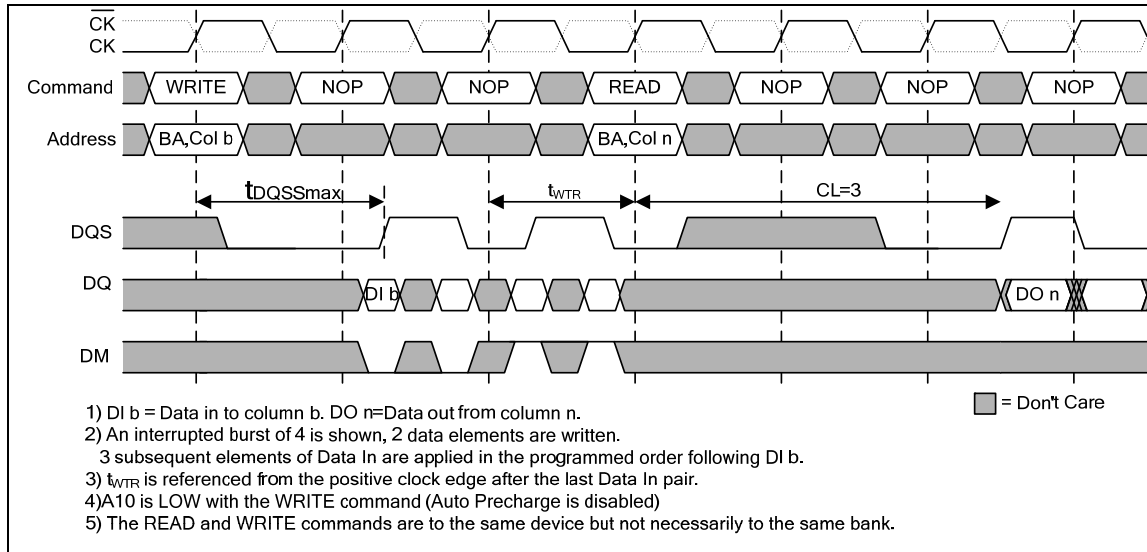 CK
CK
Command WRITE NOP NOP READ NOP NOP NOP
Address BA,Col b BA,Col n
tDQSSmax tWTR CL=3
DQS
DQ DI b DO n
DM
1) DI b = Data in to column b. DO n=Data out from column n.
2) An interrupted burst of 4 is shown, 2 data elements are written.
3 subsequent elements of Data In are applied in the programmed order following DI b.
3) tWTR is referenced from the positive clock edge after the last Data In pair.
4)A10 is LOW with the WRITE command (Auto Precharge is disabled)
5) The READ and WRITE commands are to the same device but not necessarily to the same bank.
= Don't Care